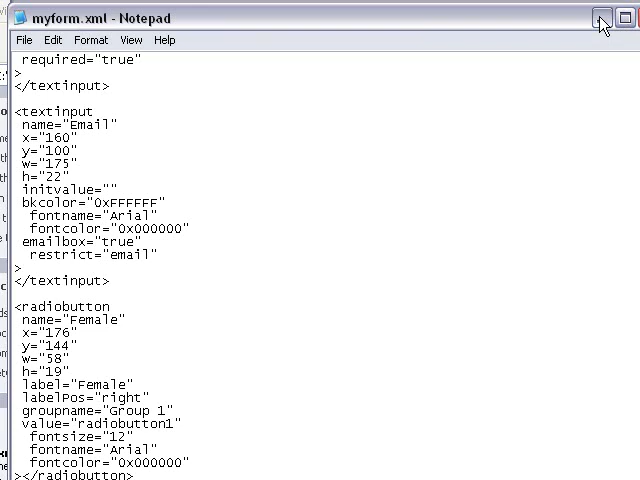 myform.xml - Notepad
File Edit Format View Help
required="true"
>
</textinput>
<textinput
name="Email"
x="160"
y="100"
w="175"
h="22"
initvalue=""
bkcolor="0xFFFFFF"
fontname="Arial"
fontcolor="0x000000"
emailbox="true"
restrict="email"
>
</textinput>
<radiobutton
name="Female"
x="176"
y="144"
w="58"
h="19"
label="Female"
labelPos="right"
groupname="Group 1"
value="radiobutton1"
fontsize="12"
fontname="Arial"
fontcolor="0x000000"
></radiobutton>